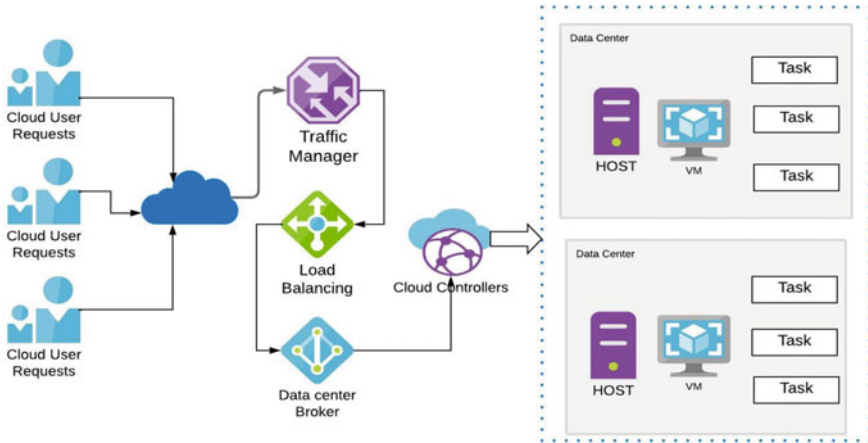 Cloud User
Requests
Cloud User
Requests
Cloud User
Requests
Traffic
Manager
Load
Balancing
Data center
Broker
Cloud Controllers
Data Center
Task
Task
Task
HOST
VM
Data Center
Task
Task
Task
HOST
VM